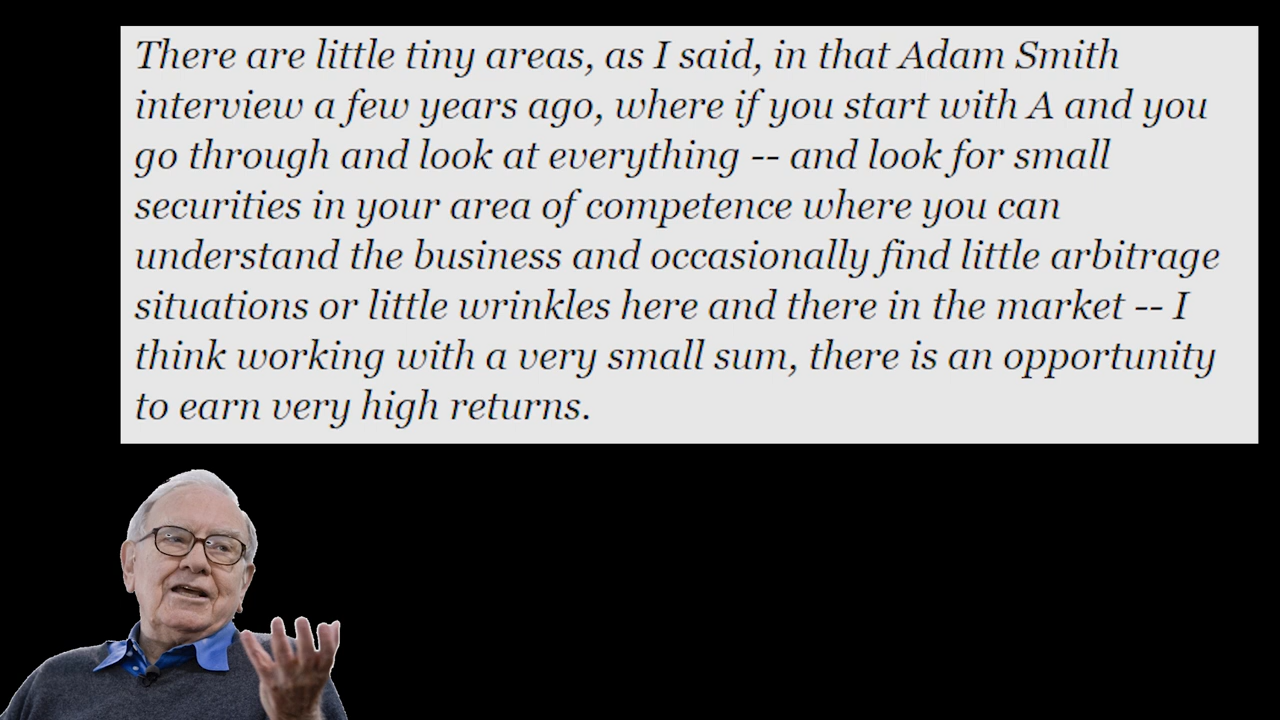 There are little tiny areas, as I said, in that Adam Smith
interview a few years ago, where if you start with A and you
go through and look at everything -- and look for small
securities in your area of competence where you can
understand the business and occasionally find little arbitrage
situations or little wrinkles here and there in the market -- I
think working with a very small sum, there is an opportunity
to earn very high returns.